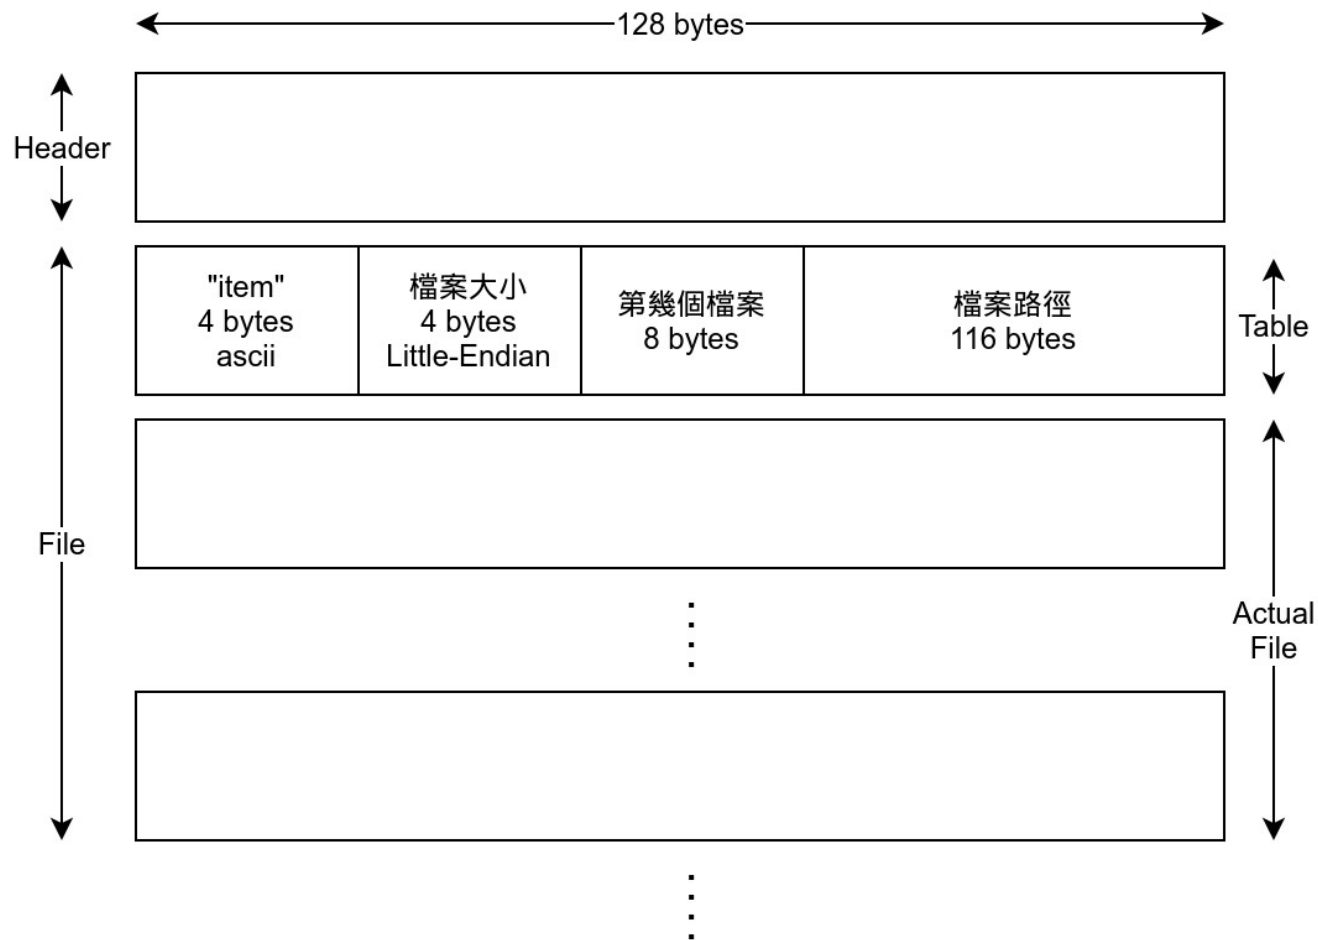 128 bytes
Header
"item"
4 bytes
ascii
檔案大小
4 bytes
Little-Endian
第幾個檔案
8 bytes
檔案路徑
116 bytes
Table
File
Actual
File